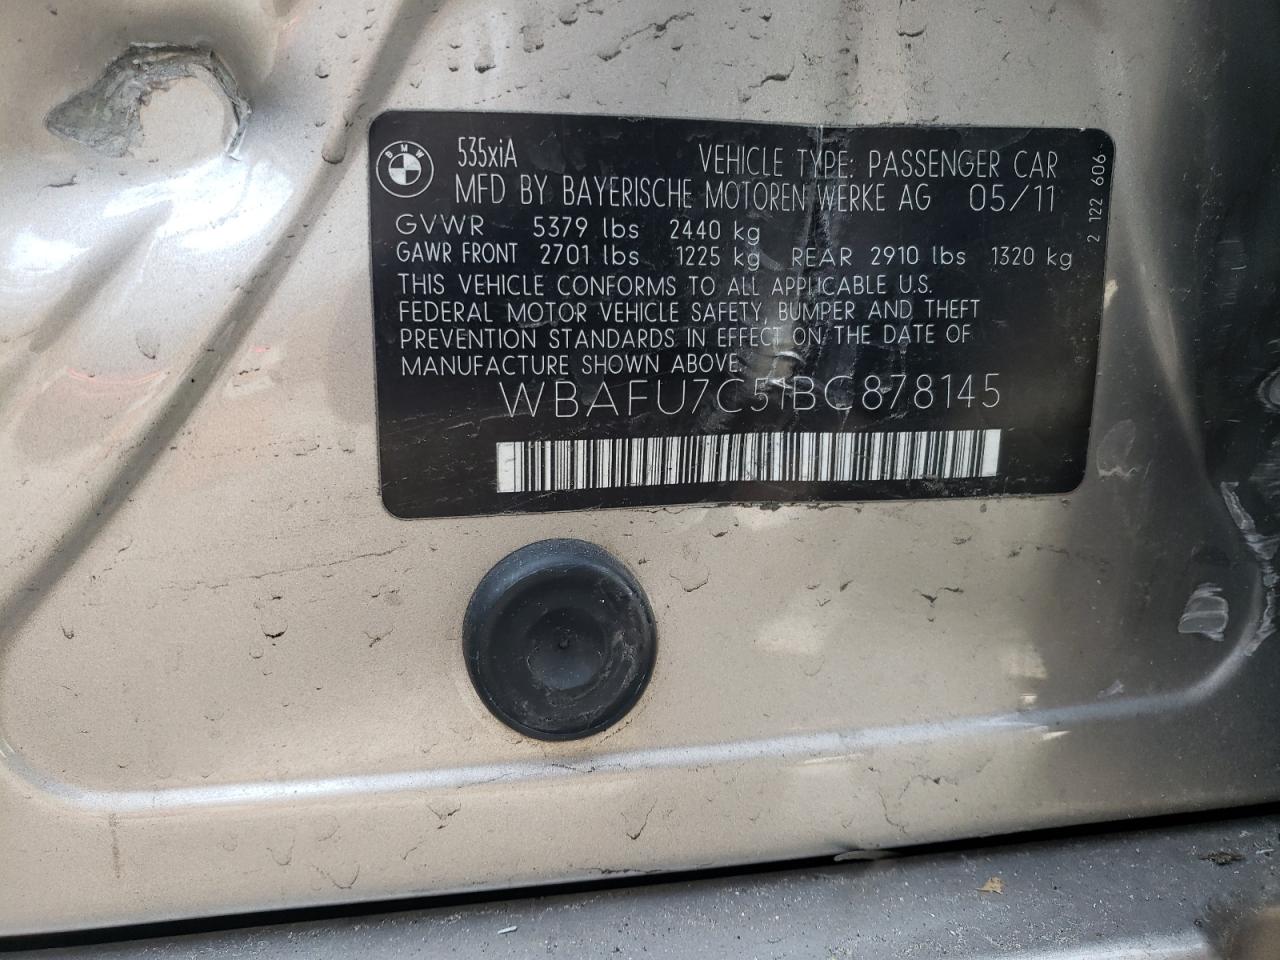 BMW
535xiA VEHICLE TYPE: PASSENGER CAR
MFD BY BAYERISCHE MOTOREN WERKE AG 05/11
GVWR 5379 lbs 2440 kg
GAWR FRONT 2701 lbs 1225 kg REAR 2910 lbs 1320 kg
THIS VEHICLE CONFORMS TO ALL APPLICABLE U.S.
FEDERAL MOTOR VEHICLE SAFETY, BUMPER AND THEFT
PREVENTION STANDARDS IN EFFECT ON THE DATE OF
MANUFACTURE SHOWN ABOVE.
WBAFU7C51BC878145
2 122 606